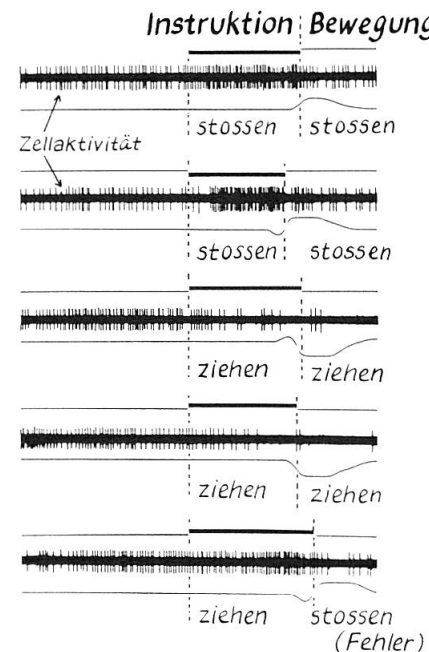 Instruktion Bewegung
stossen stossen
Zellaktivität
stossen stossen
ziehen ziehen
ziehen ziehen
ziehen stossen
(Fehler)